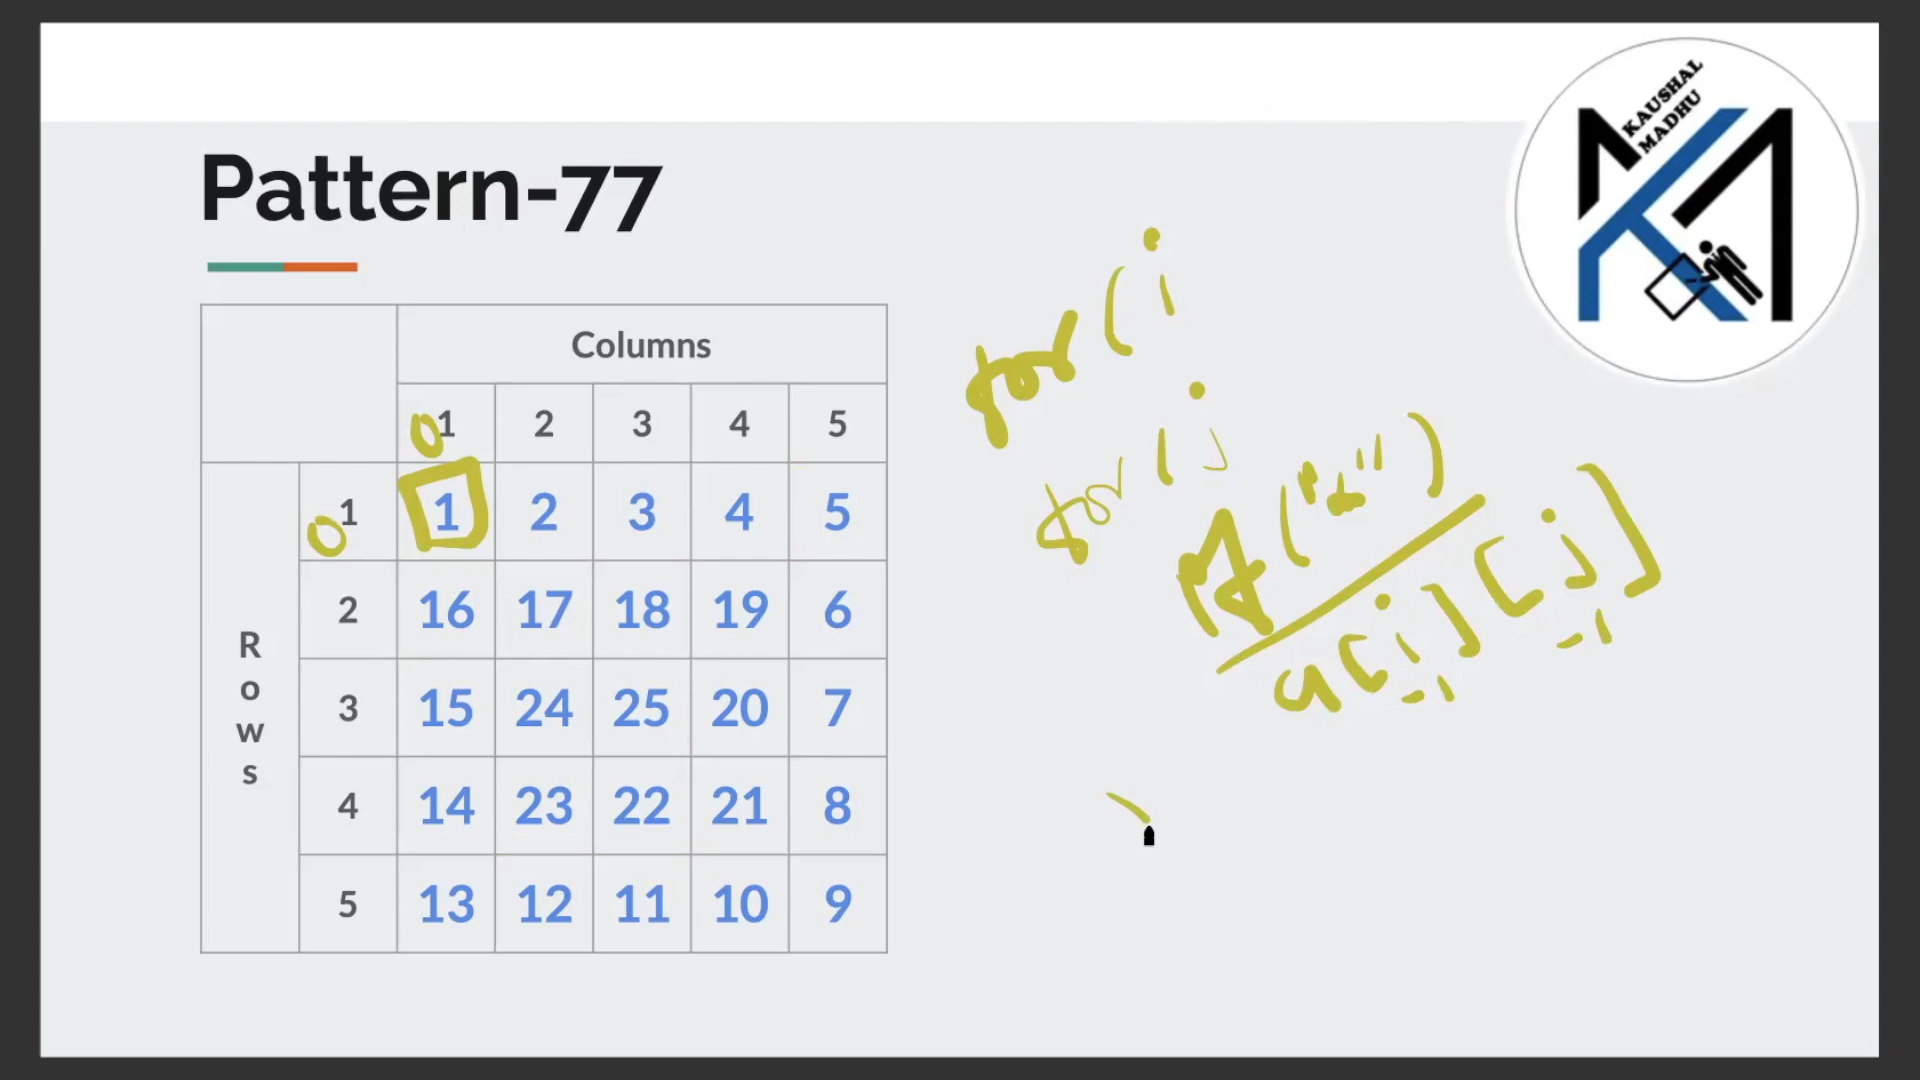 KAUSHAL
MADHU
Pattern-77
Columns
0 1 2 3 4 5
Rows
0 1 1 2 3 4 5
2 16 17 18 19 6
3 15 24 25 20 7
4 14 23 22 21 8
5 13 12 11 10 9
for(i
for(j
a[i][j]